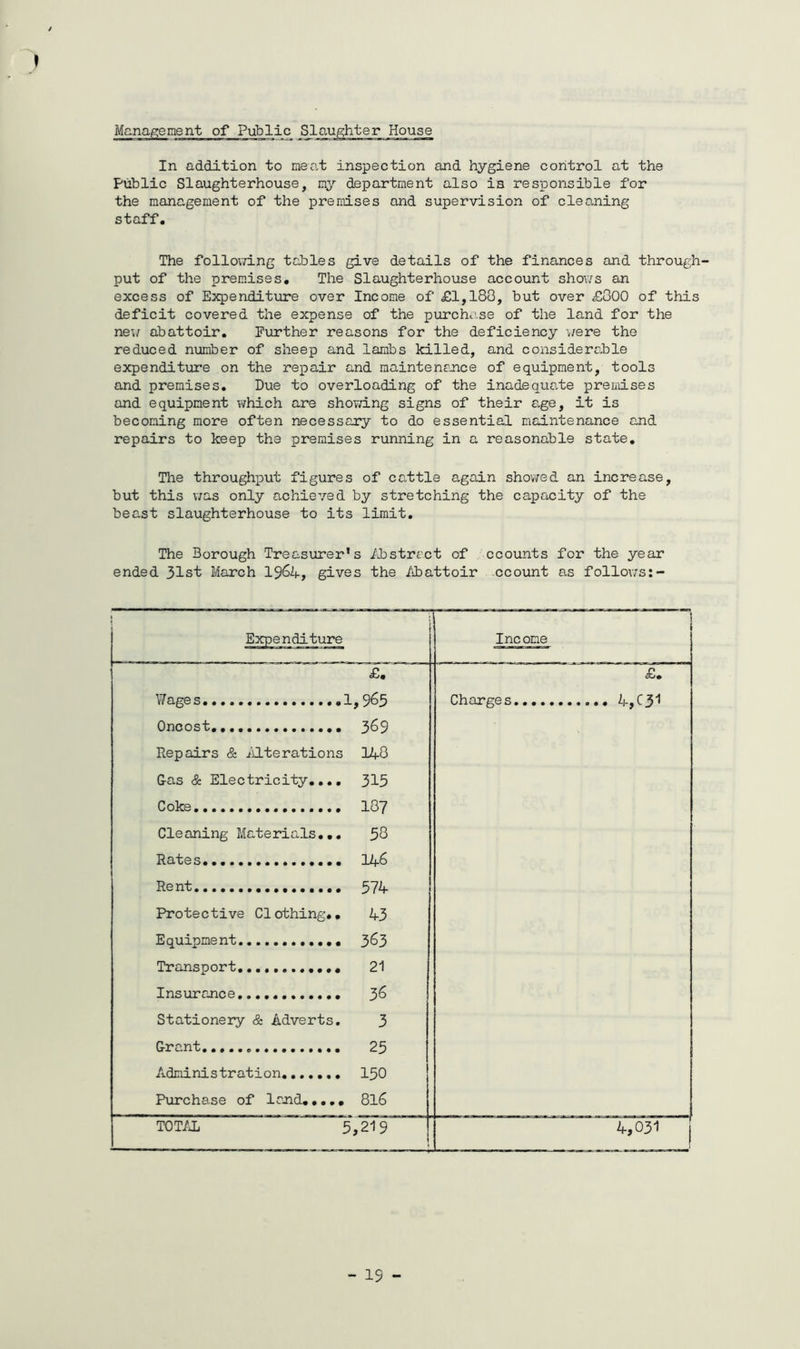 Management of Public Slaughter House
In addition to meat inspection and hygiene control at the
Public Slaughterhouse, my department also is responsible for
the management of the premises and supervision of cleaning
staff.
The following tables give details of the finances and through-
put of the premises. The Slaughterhouse account shows an
excess of Expenditure over Income of £1,188, but over £800 of this
deficit covered the expense of the purchase of the land for the
new abattoir. Further reasons for the deficiency were the
reduced number of sheep and lambs killed, and considerable
expenditure on the repair and maintenance of equipment, tools
and premises. Due to overloading of the inadequate premises
and equipment which are showing signs of their age, it is
becoming more often necessary to do essential maintenance and
repairs to keep the premises running in a reasonable state.
The throughput figures of cattle again showed an increase,
but this was only achieved by stretching the capacity of the
beast slaughterhouse to its limit.
The Borough Treasurer's Abstract of ccounts for the year
ended 31st March 1964, gives the Abattoir ccount as follows:-
Expenditure Income
£. £.
Wages................1,965 Charges........... 4,031
Oncost............... 369
Repairs & Alterations 148
Gas & Electricity.... 315
Coke................. 187
Cleaning Materials... 58
Rates................ 146
Rent................. 574
Protective Clothing.. 43
Equipment............ 363
Transport............ 21
Insurance............ 36
Stationery & Adverts. 3
Grant................ 25
Administration....... 150
Purchase of land..... 816
TOTAL 5,219 4,031
- 19 -